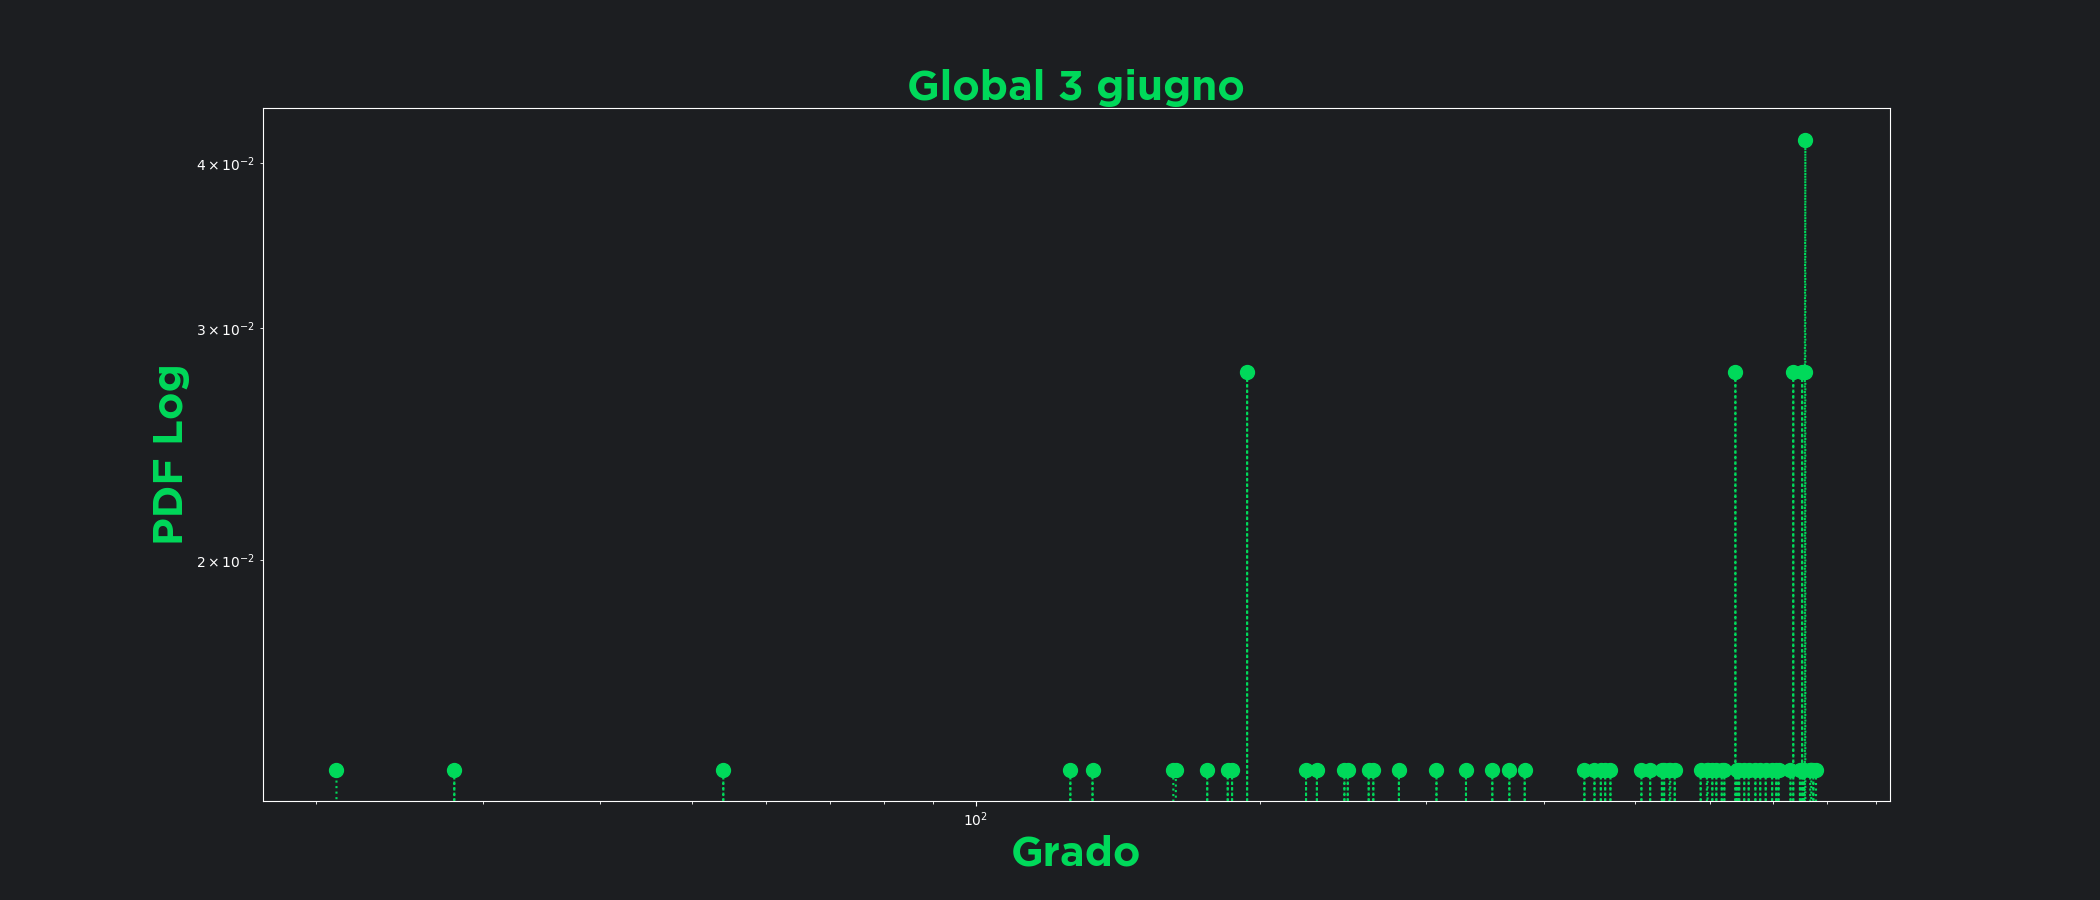 Global 3 giugno
4 × 10⁻²
3 × 10⁻²
2 × 10⁻²
PDF Log
10²
Grado